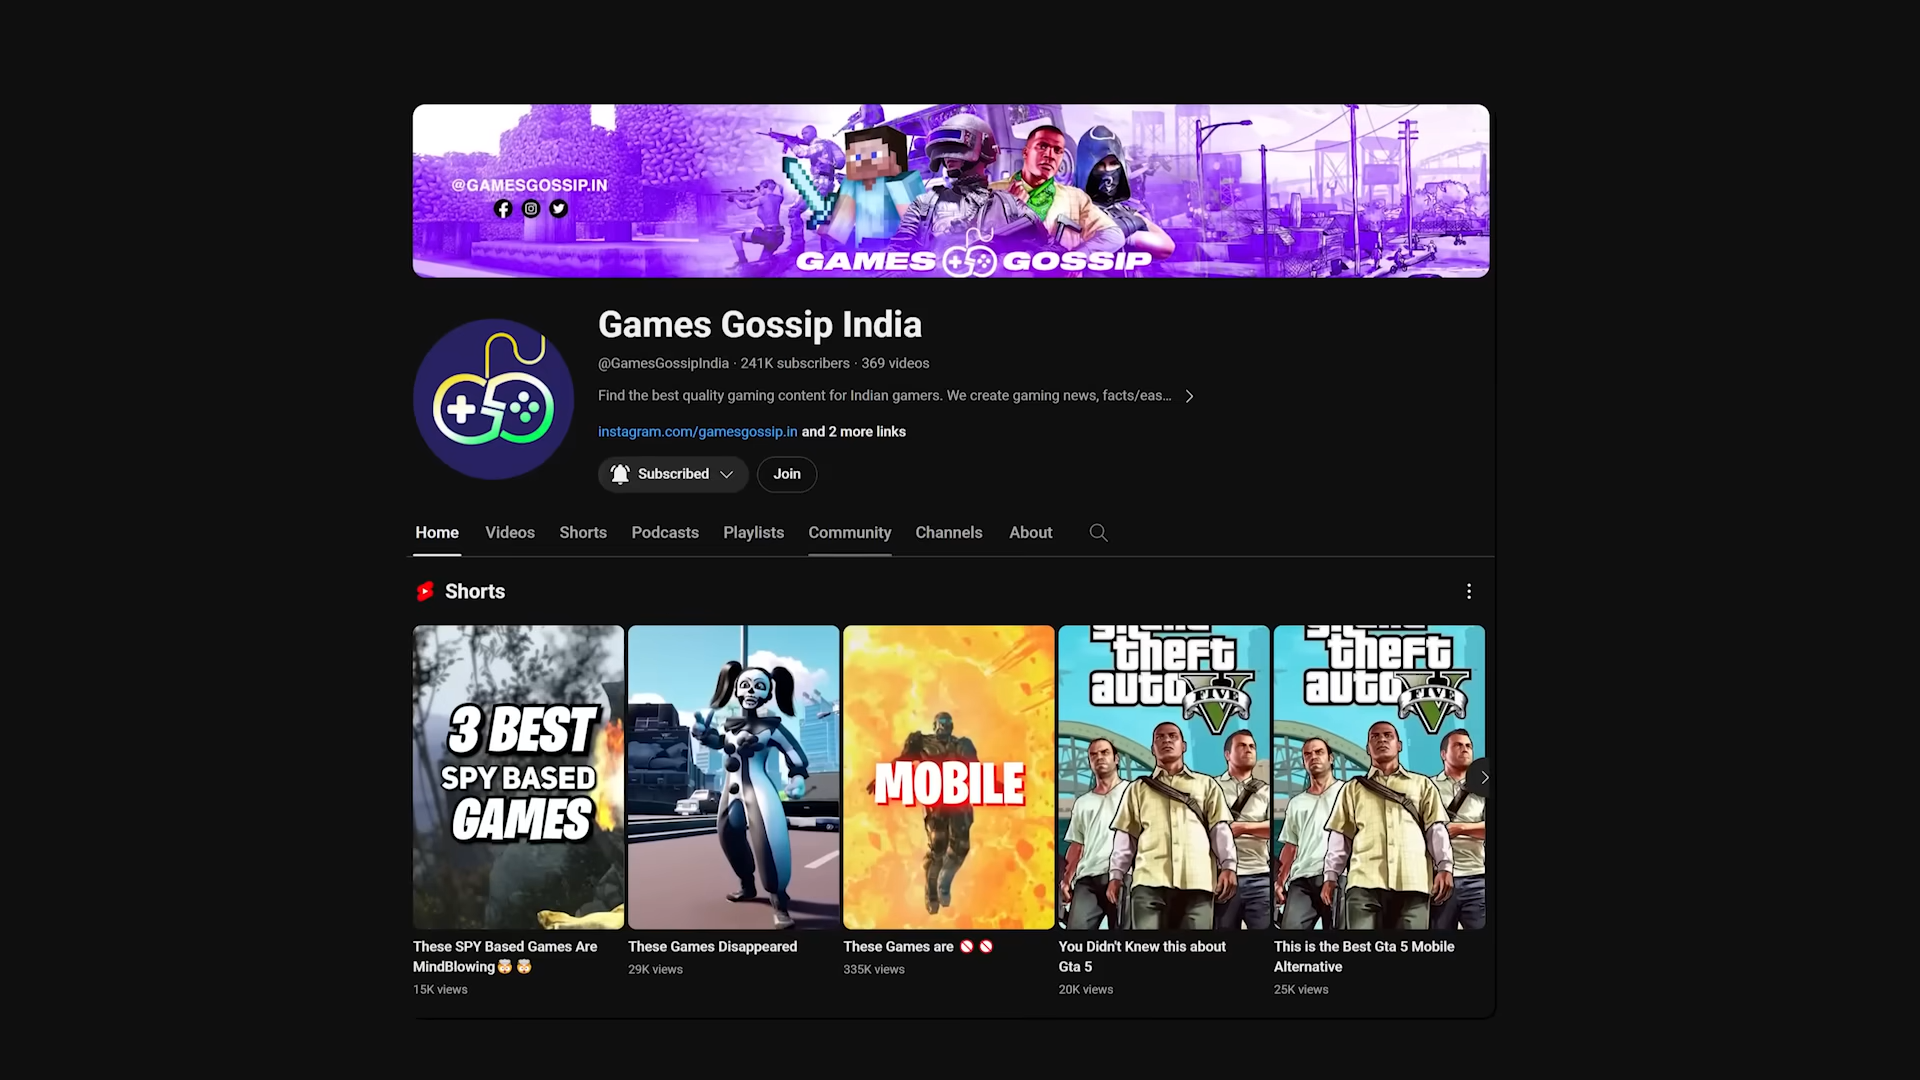 @GAMESGOSSIP.IN
GAMES GOSSIP
Games Gossip India
@GamesGossipIndia · 241K subscribers · 369 videos
Find the best quality gaming content for Indian gamers. We create gaming news, facts/eas...
instagram.com/gamesgossip.in and 2 more links
Subscribed Join
Home Videos Shorts Podcasts Playlists Community Channels About
Shorts
3 BEST
SPY BASED
GAMES
MOBILE
theft
auto
FIVE
theft
auto
FIVE
These SPY Based Games Are
MindBlowing🤯 🤯
15K views
These Games Disappeared
29K views
These Games are 🚫 🚫
335K views
You Didn't Knew this about
Gta 5
20K views
This is the Best Gta 5 Mobile
Alternative
25K views